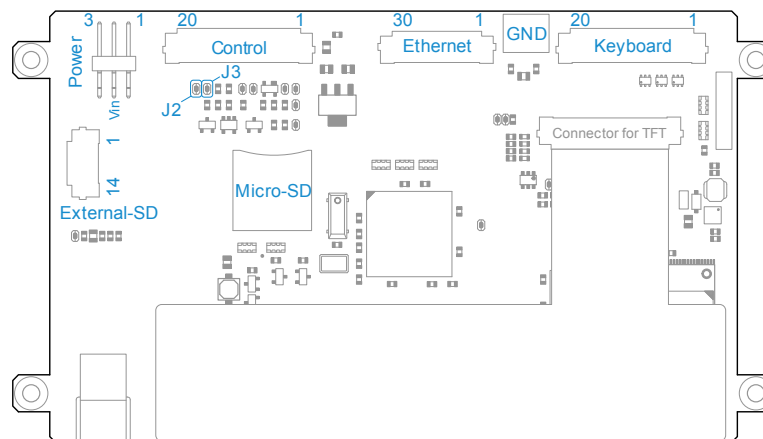 3 1 20 1 30 1 GND 20 1
Power Control Ethernet Keyboard
J3
J2 Vin
1 Connector for TFT
14 Micro-SD
External-SD